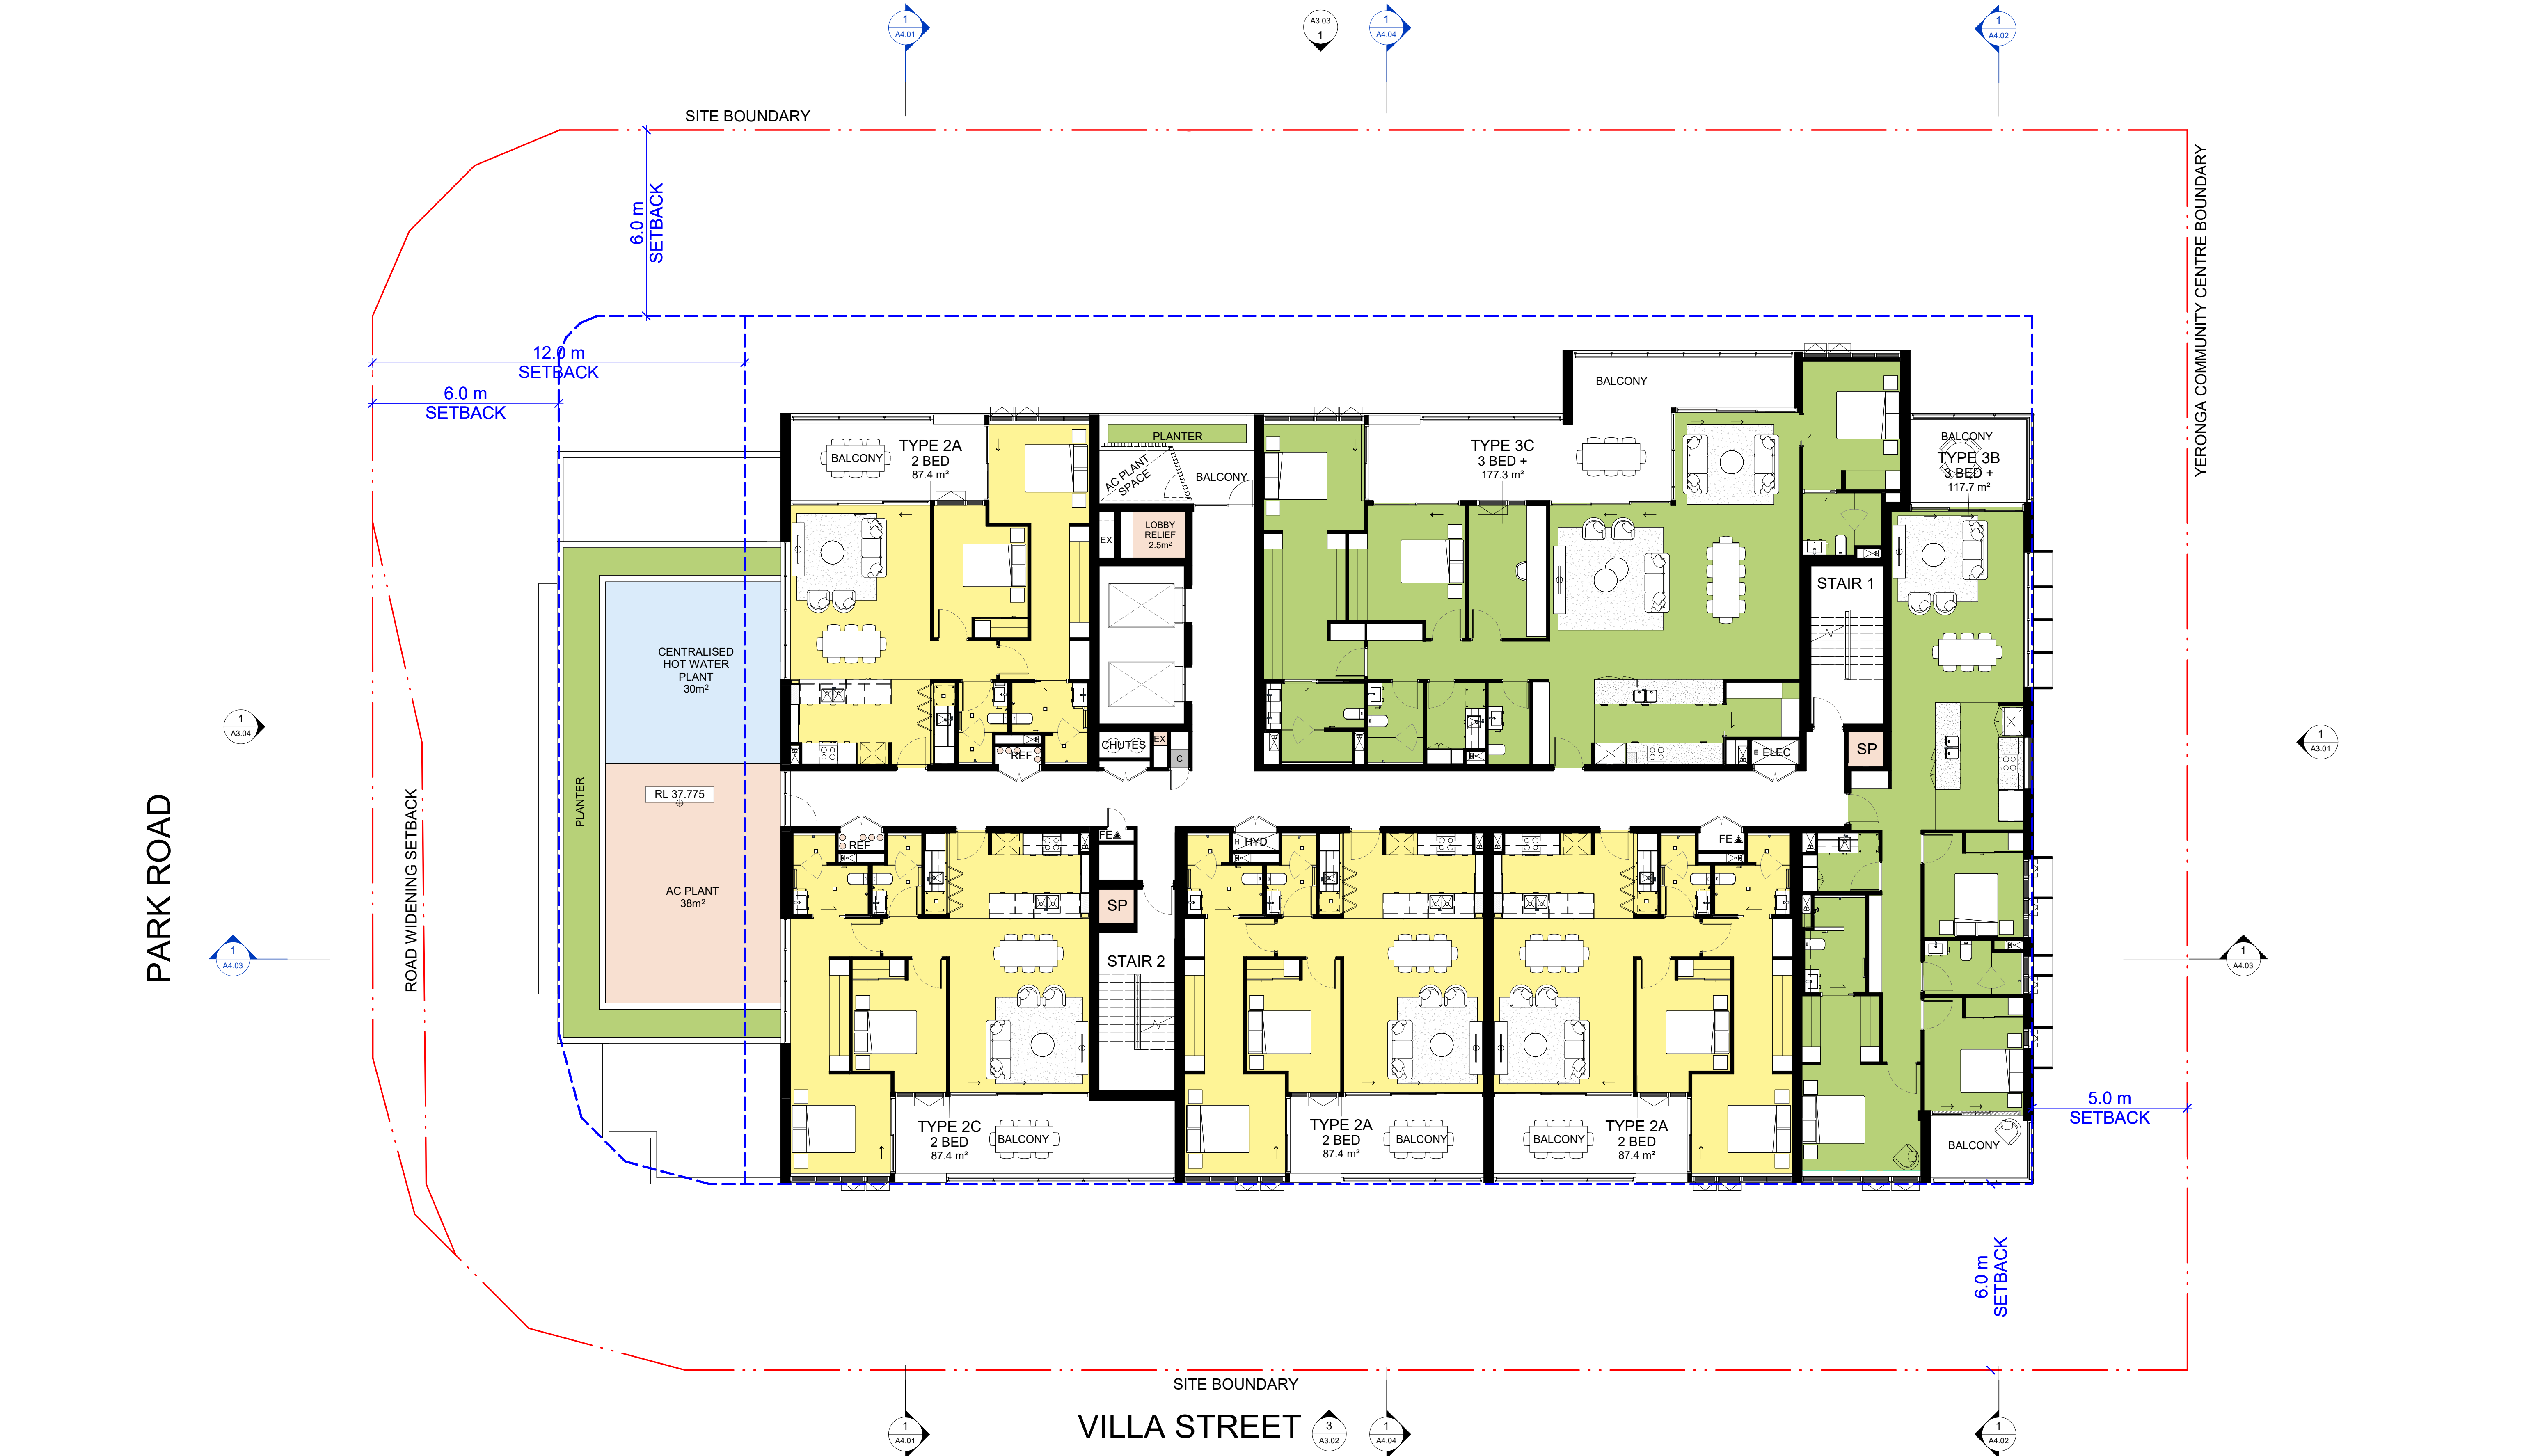 1
A4.01
A3.03
1
1
A4.04
1
A4.02
SITE BOUNDARY
YERONGA COMMUNITY CENTRE BOUNDARY
6.0 m
SETBACK
12.0 m
SETBACK
6.0 m
SETBACK
BALCONY
PLANTER
TYPE 2A
2 BED
87.4 m²
BALCONY
AC PLANT
SPACE
BALCONY
TYPE 3C
3 BED +
177.3 m²
BALCONY
TYPE 3B
3 BED +
117.7 m²
EX
LOBBY
RELIEF
2.5m²
STAIR 1
CENTRALISED
HOT WATER
PLANT
30m²
1
A3.04
1
A3.01
CHUTES
EX
REF
C
E ELEC
SP
PLANTER
RL 37.775
ROAD WIDENING SETBACK
PARK ROAD
REF
FE
H HYD
FE
AC PLANT
38m²
SP
1
A4.03
STAIR 2
1
A4.03
5.0 m
SETBACK
TYPE 2C
2 BED
87.4 m²
BALCONY
TYPE 2A
2 BED
87.4 m²
BALCONY
BALCONY
TYPE 2A
2 BED
87.4 m²
BALCONY
6.0 m
SETBACK
SITE BOUNDARY
VILLA STREET
1
A4.01
3
A3.02
1
A4.04
1
A4.02